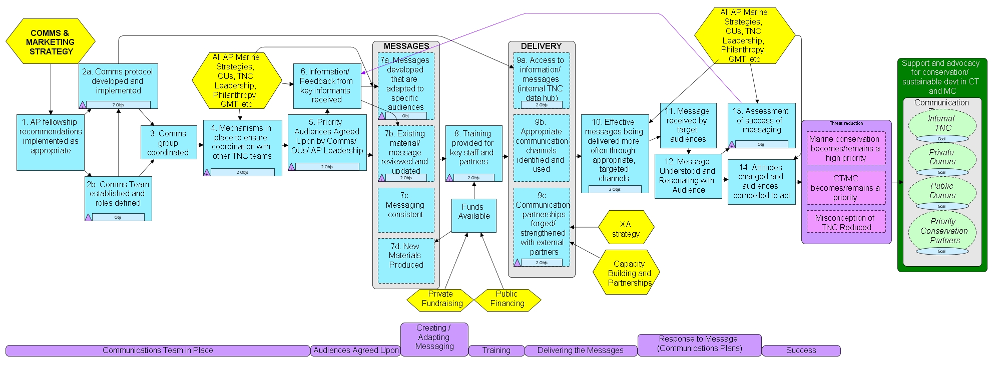 COMMS &
MARKETING
STRATEGY
1. AP fellowship
recommendations
implemented as
appropriate
2a. Comms protocol
developed and
implemented
7 Objs
2b. Comms Team
established and
roles defined
Obj
3. Comms
group
coordinated
All AP Marine
Strategies,
OUs, TNC
Leadership,
Philanthropy,
GMT, etc
4. Mechanisms in
place to ensure
coordination with
other TNC teams
2 Objs
6. Information/
Feedback from
key informants
received
5. Priority
Audiences Agreed
Upon by Comms/
OUs/ AP Leadership
2 Objs
MESSAGES
7a. Messages
developed
that are
adapted to
specific
audiences
Obj
7b. Existing
material/
message
reviewed and
updated
2 Objs
7c.
Messaging
consistent
7d. New
Materials
Produced
8. Training
provided for
key staff and
partners
2 Objs
Funds
Available
Private
Fundraising
Public
Financing
DELIVERY
9a. Access to
information/
messages
(internal TNC
data hub)
2 Objs
9b.
Appropriate
communication
channels
identified and
used
9c.
Communication
partnerships
forged/
strengthened
with external
partners
2 Objs
XA
strategy
Capacity
Building and
Partnerships
10. Effective
messages being
delivered more
often through
appropriate,
targeted
channels
2 Objs
All AP Marine
Strategies,
OUs, TNC
Leadership,
Philanthropy,
GMT, etc
11. Message
received by
target
audiences
12. Message
Understood and
Resonating with
Audience
13. Assessment
of success of
messaging
Obj
14. Attitudes
changed and
audiences
compelled to act
Threat reduction
Marine conservation
becomes/remains a
high priority
CT/MC
becomes/remains a
priority
Misconception of
TNC Reduced
Support and advocacy
for conservation/
sustainable devt in CT
and MC
Communication
Internal
TNC
Goal
Private
Donors
Goal
Public
Donors
Goal
Priority
Conservation
Partners
Goal
Communications Team in Place
Audiences Agreed Upon
Creating /
Adapting
Messaging
Training
Delivering the Messages
Response to Message
(Communications Plans)
Success